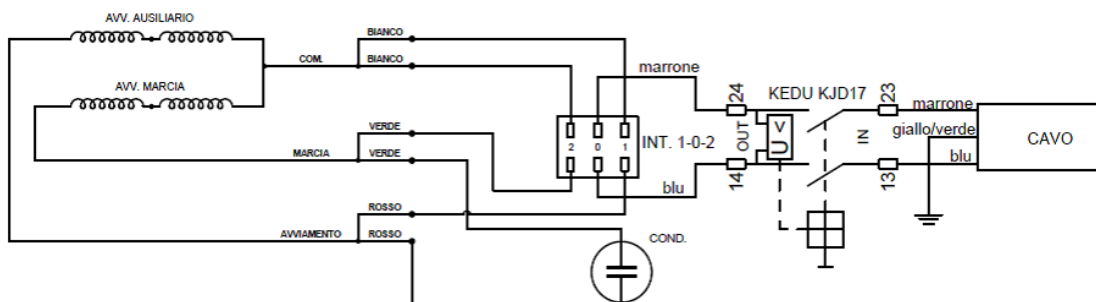 AVV. AUSILIARIO
AVV. MARCIA
COM.
BIANCO
BIANCO
VERDE
MARCIA
VERDE
ROSSO
AVVIAMENTO
ROSSO
marrone
2
0
1
INT. 1-0-2
blu
COND.
24
14
OUT
V
U
KEDU KJD17
IN
23
13
marrone
giallo/verde
blu
CAVO